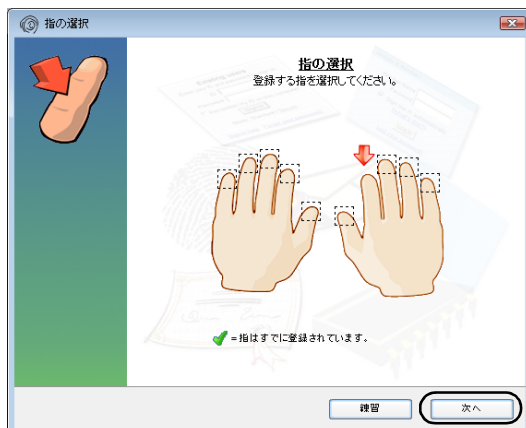 指の選択
指の選択
登録する指を選択してください。
=指はすでに登録されています。
練習
次へ